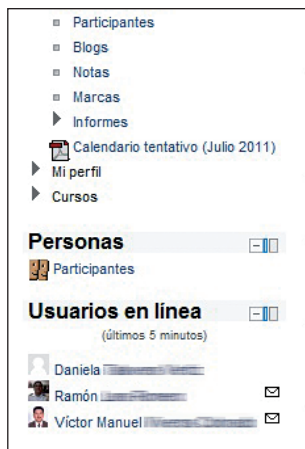 Participantes
Blogs
Notas
Marcas
Informes
Calendario tentativo (Julio 2011)
Mi perfil
Cursos
Personas
Participantes
Usuarios en línea
(últimos 5 minutos)
Daniela
Ramón
Víctor Manuel